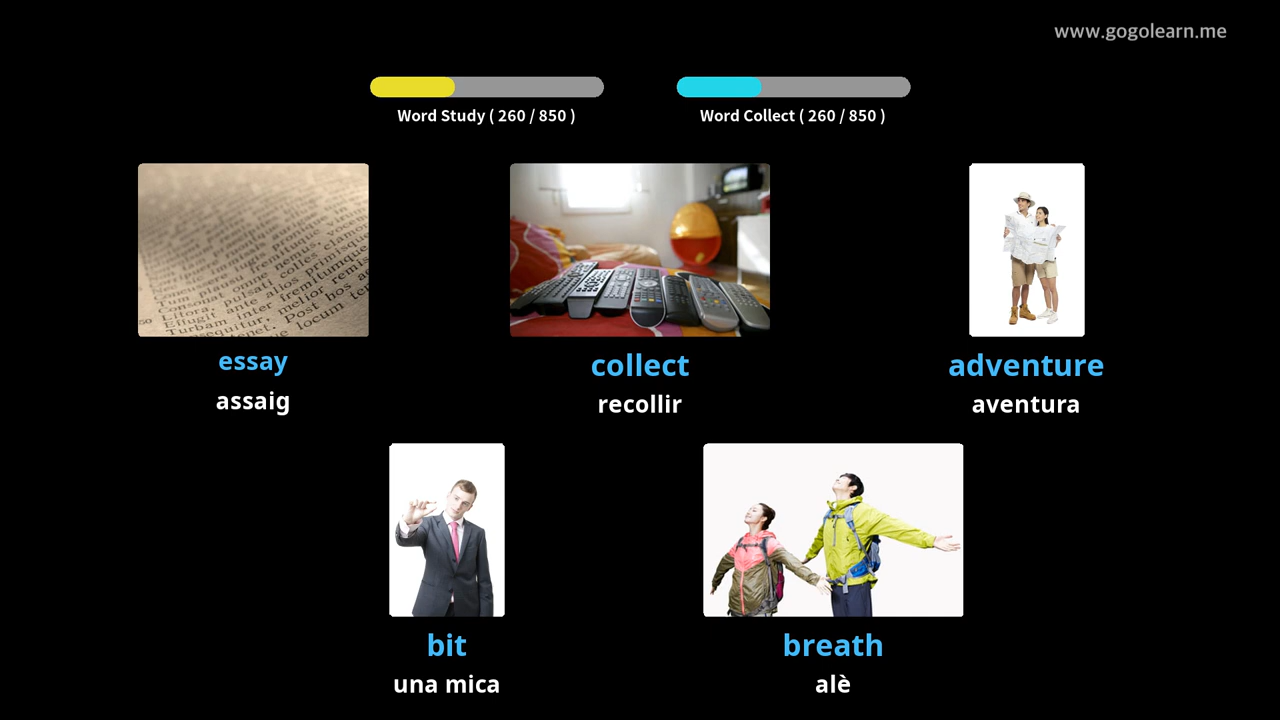 www.gogolearn.me
Word Study ( 260 / 850 )
Word Collect ( 260 / 850 )
essay
assaig
collect
recollir
adventure
aventura
bit
una mica
breath
alè